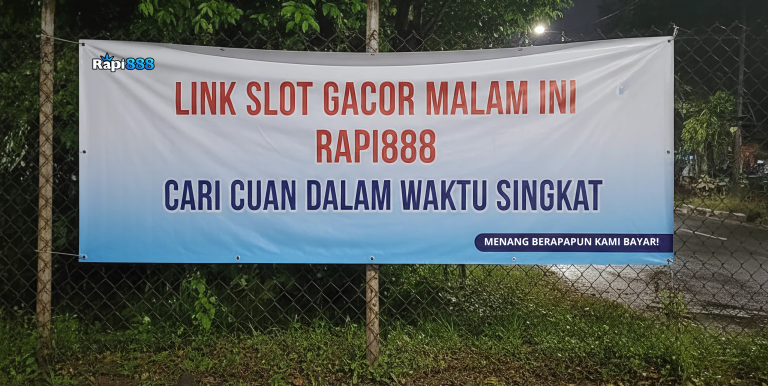 Rapi888
LINK SLOT GACOR MALAM INI
RAPI888
CARI CUAN DALAM WAKTU SINGKAT
MENANG BERAPAPUN KAMI BAYAR!